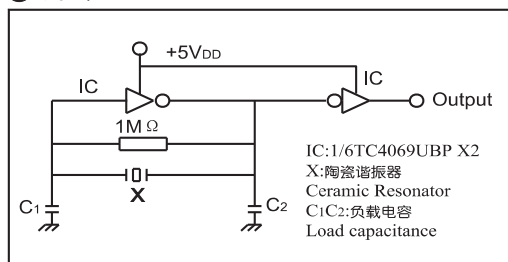 +5VDD
IC
IC
Output
1M Ω
X
C1
C2
IC:1/6TC4069UBP X2
X:陶瓷谐振器
Ceramic Resonator
C1C2:负载电容
Load capacitance